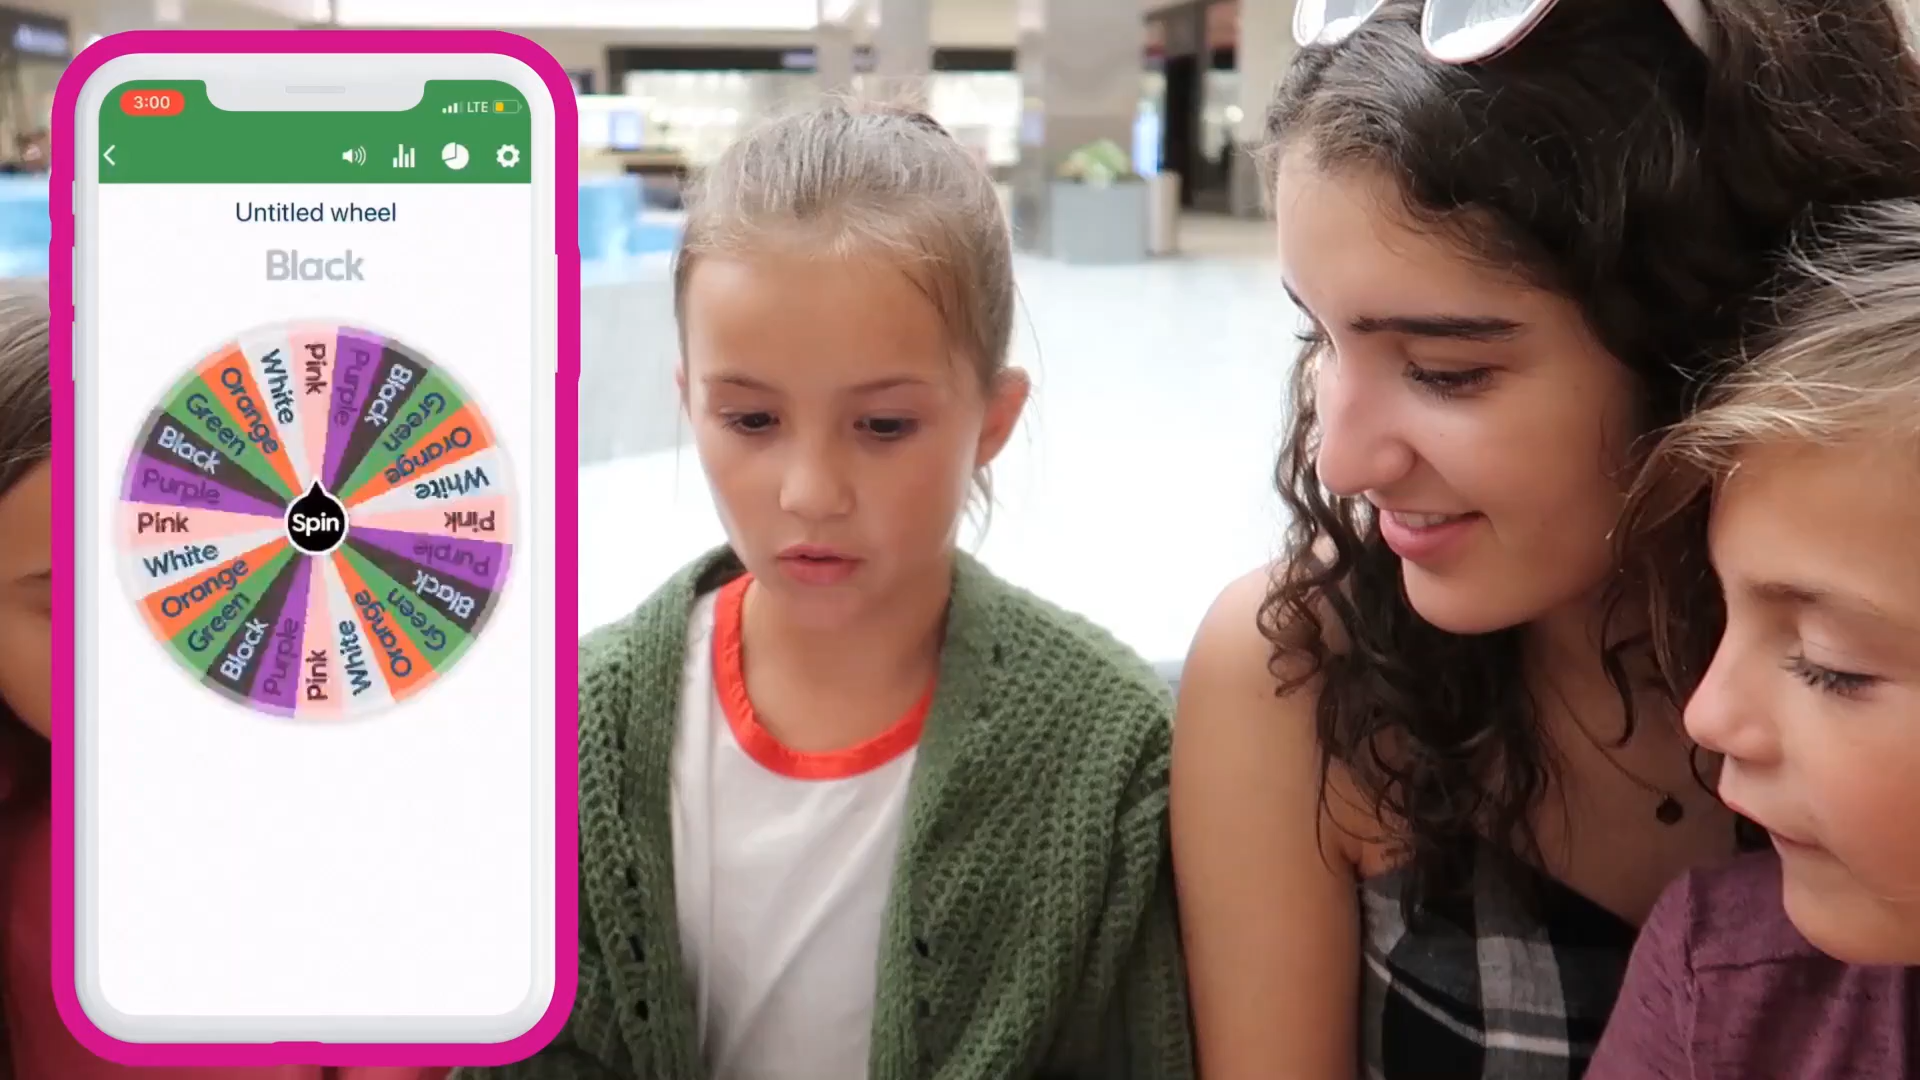 3:00
LTE
Untitled wheel
Black
Pink
Purple
Black
Green
Orange
White
Pink
Purple
Black
Green
Orange
White
Pink
Purple
Black
Green
Orange
White
Pink
Purple
Black
Green
Orange
White
Spin